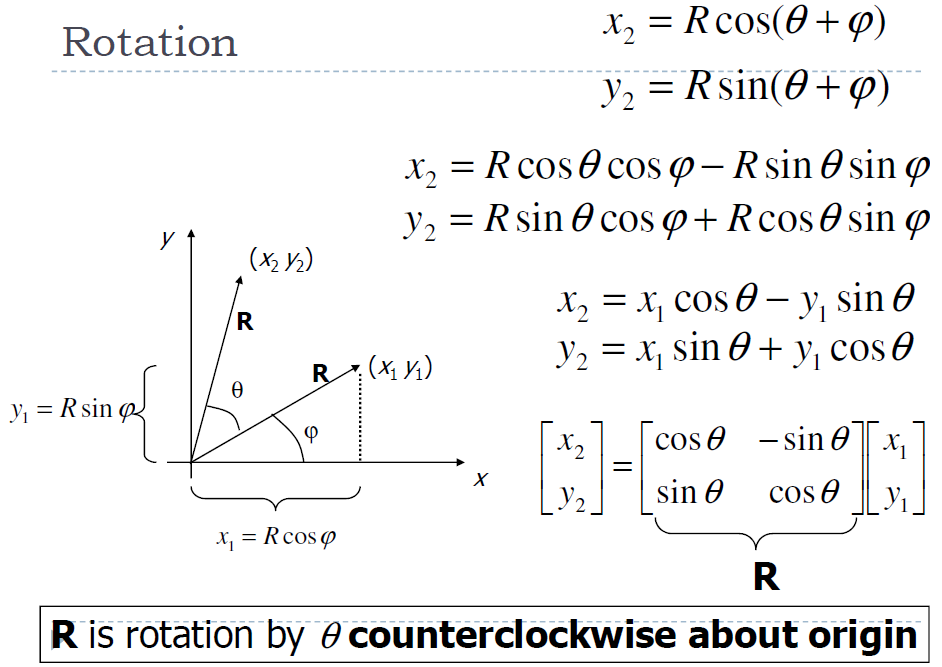 Rotation
x₂ = R cos(θ + φ)
y₂ = R sin(θ + φ)
x₂ = R cos θ cos φ − R sin θ sin φ
y₂ = R sin θ cos φ + R cos θ sin φ
x₂ = x₁ cos θ − y₁ sin θ
y₂ = x₁ sin θ + y₁ cos θ
y
(x₂ y₂)
R
R
(x₁ y₁)
θ
y₁ = R sin φ
φ
x
x₁ = R cos φ
[x₂] = [cos θ −sin θ] [x₁]
[y₂] [sin θ cos θ] [y₁]
R
R is rotation by θ counterclockwise about origin